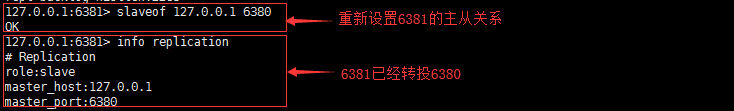 127.0.0.1:6381> slaveof 127.0.0.1 6380
OK
重新设置6381的主从关系
127.0.0.1:6381> info replication
# Replication
role:slave
master_host:127.0.0.1
master_port:6380
6381已经转投6380